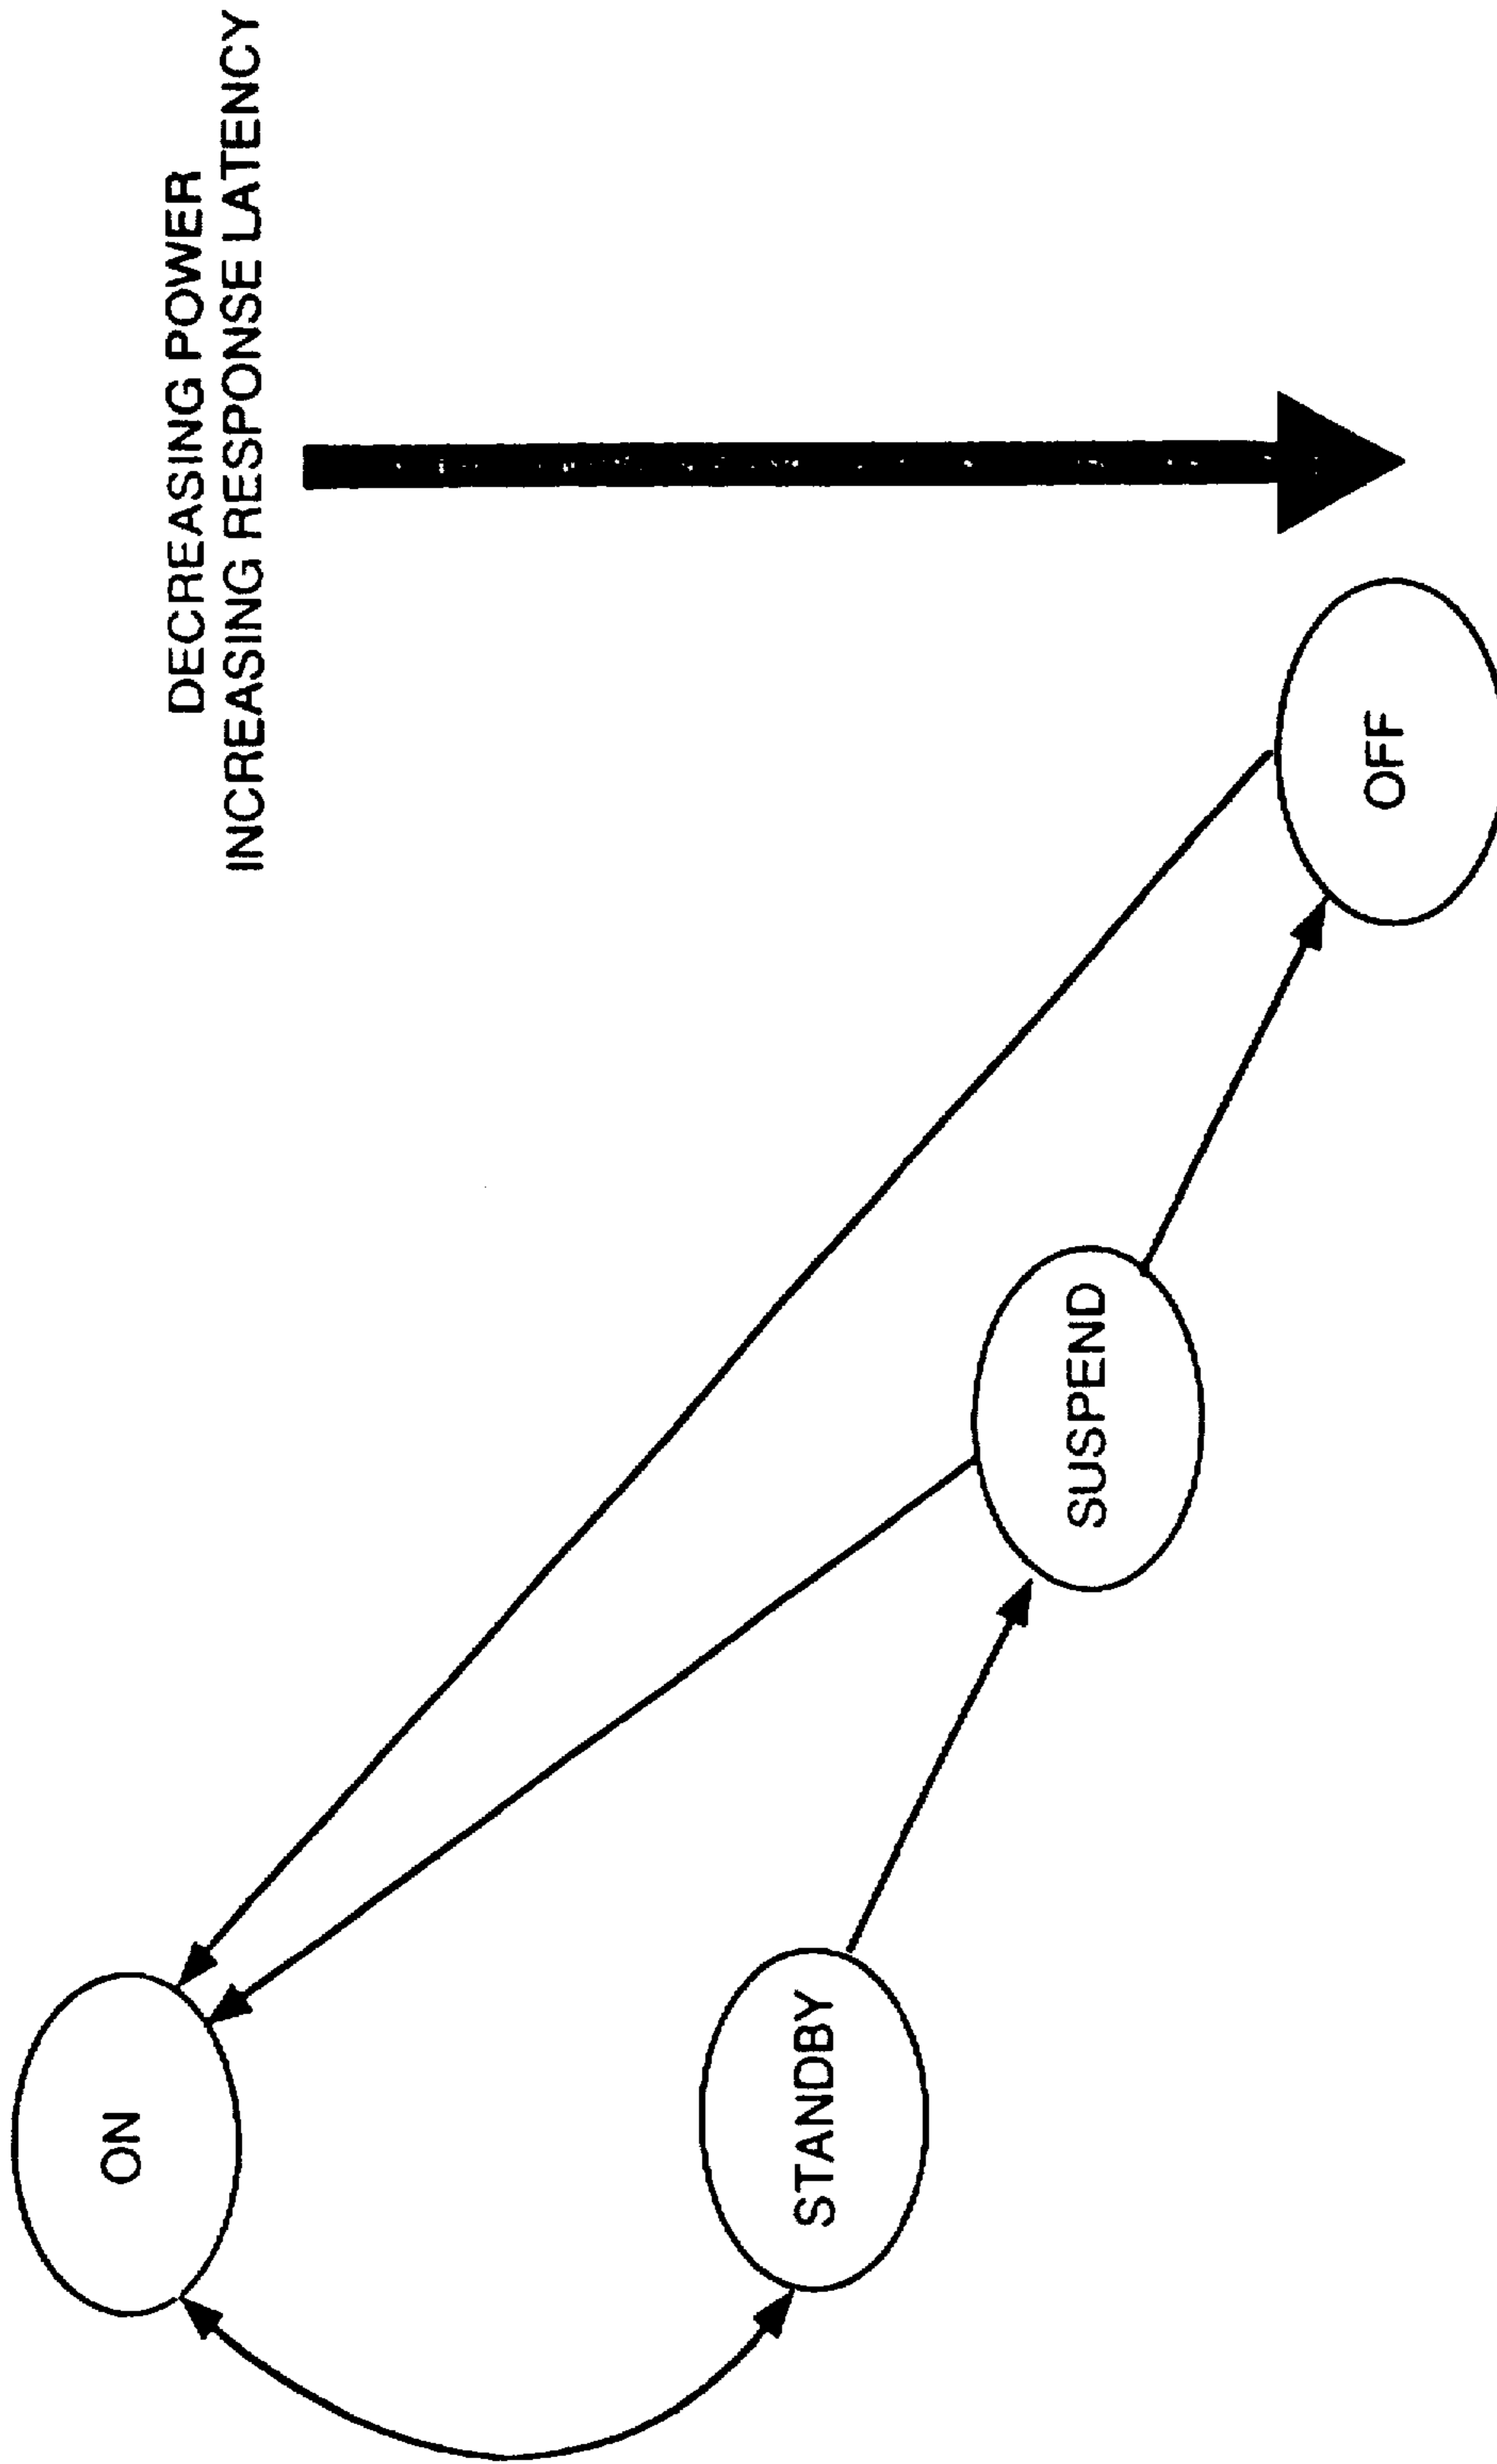 DECREASING POWER
INCREASING RESPONSE LATENCY
ON
STANDBY
SUSPEND
OFF